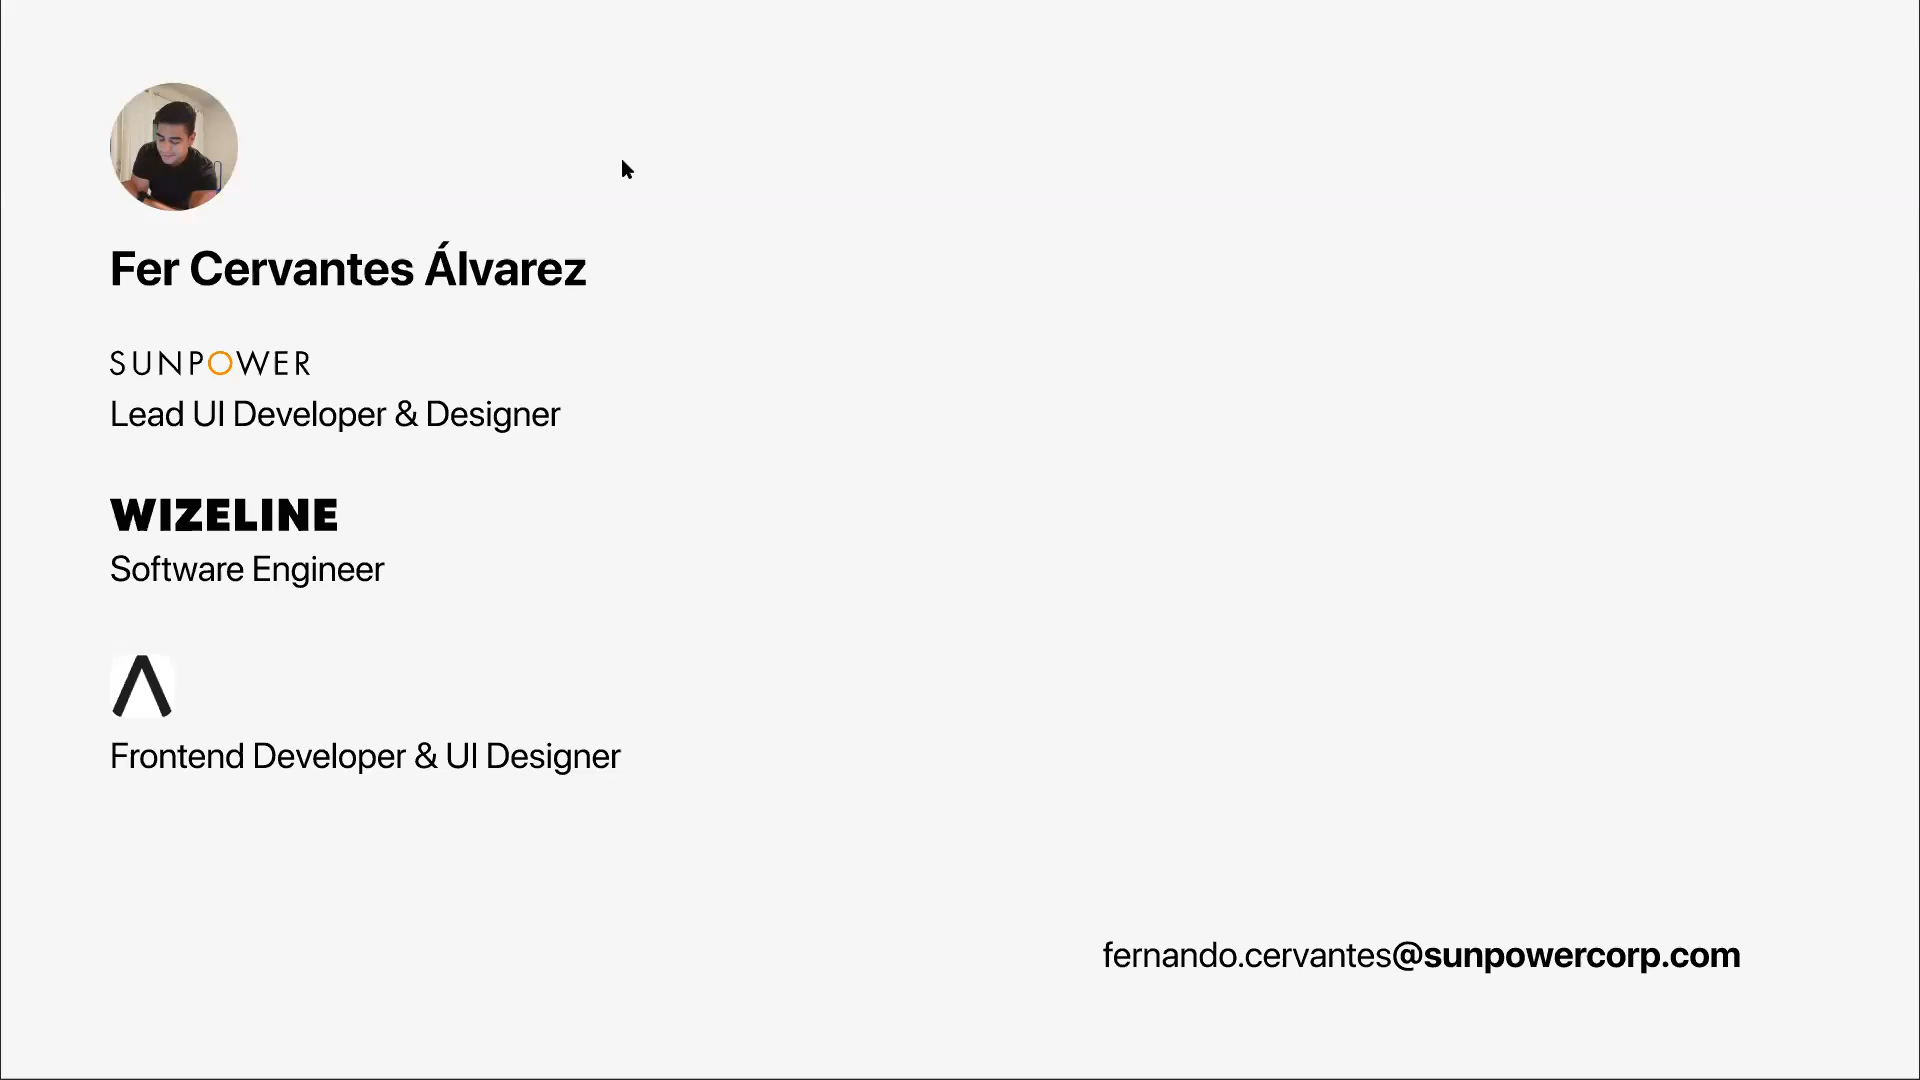 Fer Cervantes Álvarez
SUNPOWER
Lead UI Developer & Designer
WIZELINE
Software Engineer
Frontend Developer & UI Designer
fernando.cervantes@sunpowercorp.com